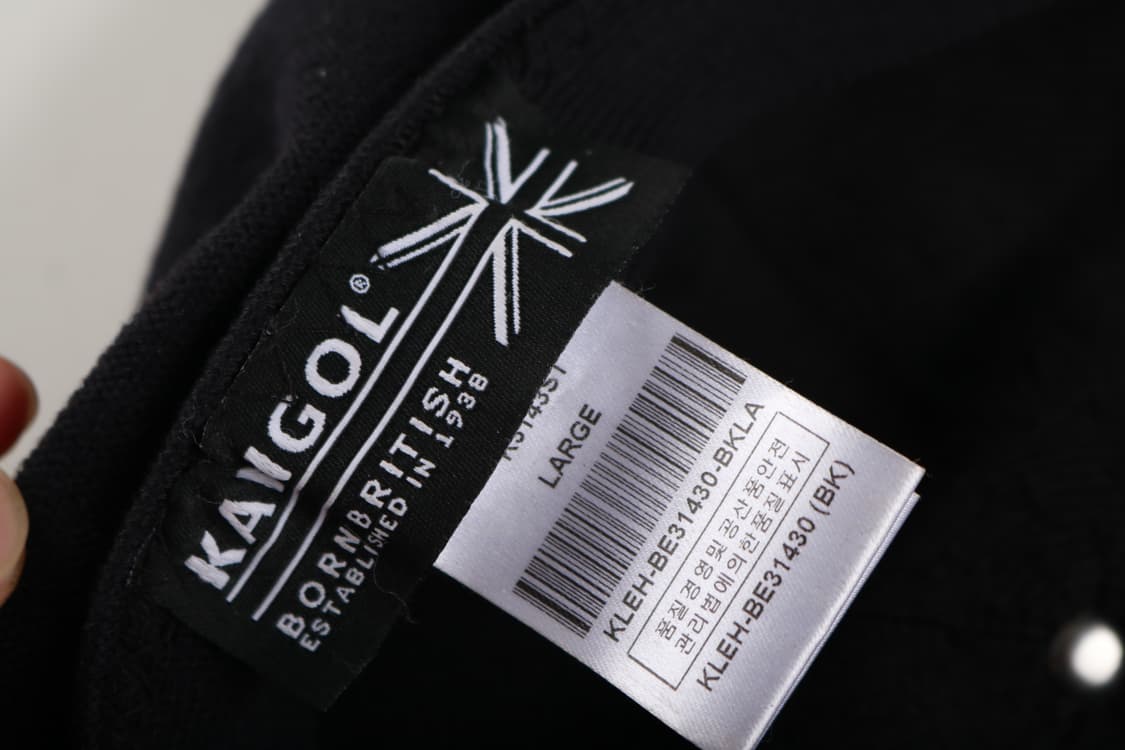 KANGOL®
BORNBRITISH
ESTABLISHED IN 1938
K3143ST
LARGE
KLEH-BE31430-BKLA
품질경영및공산품안전
관리법에의한품질표시
KLEH-BE31430 (BK)